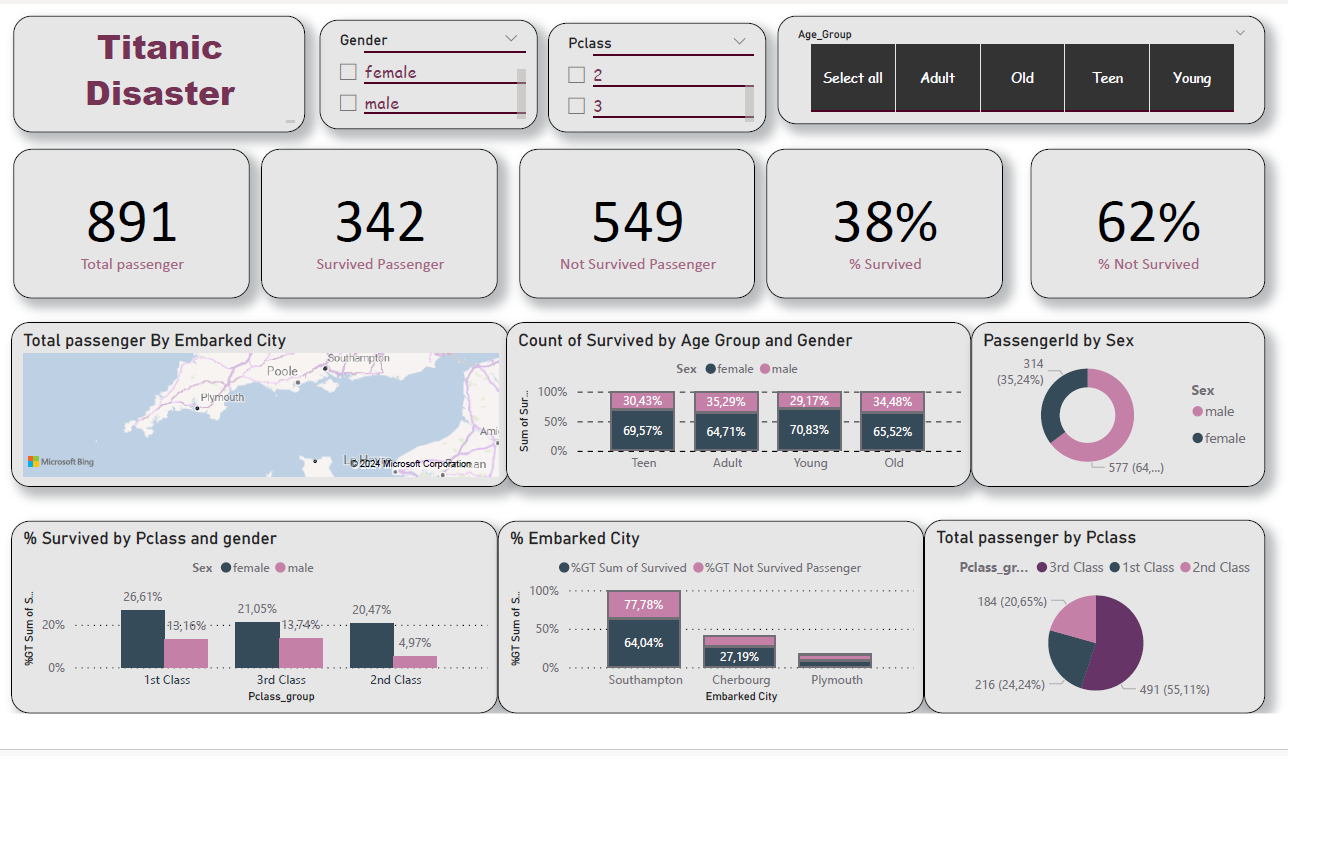 Titanic
Disaster
Gender
female
male
Pclass
2
3
Age_Group
Select all
Adult
Old
Teen
Young
891
Total passenger
342
Survived Passenger
549
Not Survived Passenger
38%
% Survived
62%
% Not Survived
Total passenger By Embarked City
Southampton
Poole
Plymouth
Ami
Microsoft Bing
© 2024 Microsoft Corporation
Count of Survived by Age Group and Gender
Sex female male
Sum of Sur...
100%
50%
0%
30,43%
35,29%
29,17%
34,48%
69,57%
64,71%
70,83%
65,52%
Teen
Adult
Young
Old
PassengerId by Sex
314
(35,24%)
577 (64,...)
Sex
male
female
% Survived by Pclass and gender
Sex female male
%GT Sum of S..
20%
0%
26,61%
13,16%
21,05%
13,74%
20,47%
4,97%
1st Class
3rd Class
2nd Class
Pclass_group
% Embarked City
%GT Sum of Survived %GT Not Survived Passenger
%GT Sum of S..
100%
50%
0%
77,78%
64,04%
27,19%
Southampton
Cherbourg
Plymouth
Embarked City
Total passenger by Pclass
Pclass_gr... 3rd Class 1st Class 2nd Class
184 (20,65%)
216 (24,24%)
491 (55,11%)